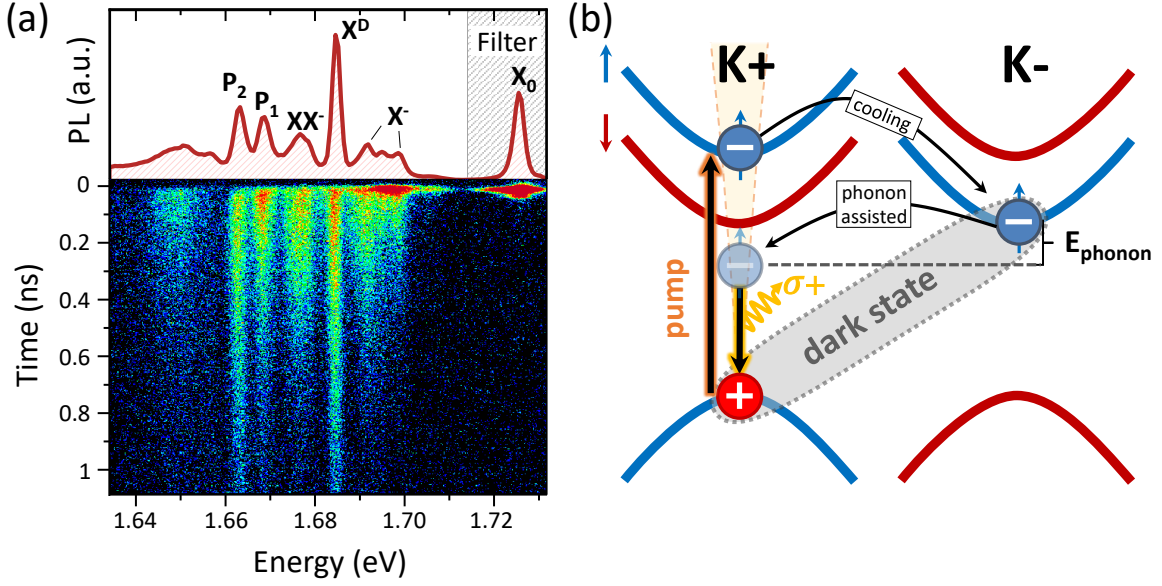 (a)
PL (a.u.)
P₂
P₁
XX⁻
Xᴰ
X⁻
Filter
X₀
0
0.2
0.4
0.6
0.8
1
Time (ns)
1.64
1.66
1.68
1.70
1.72
Energy (eV)
(b)
K+
K-
cooling
phonon
assisted
E_phonon
pump
σ+
dark state
−
−
−
+